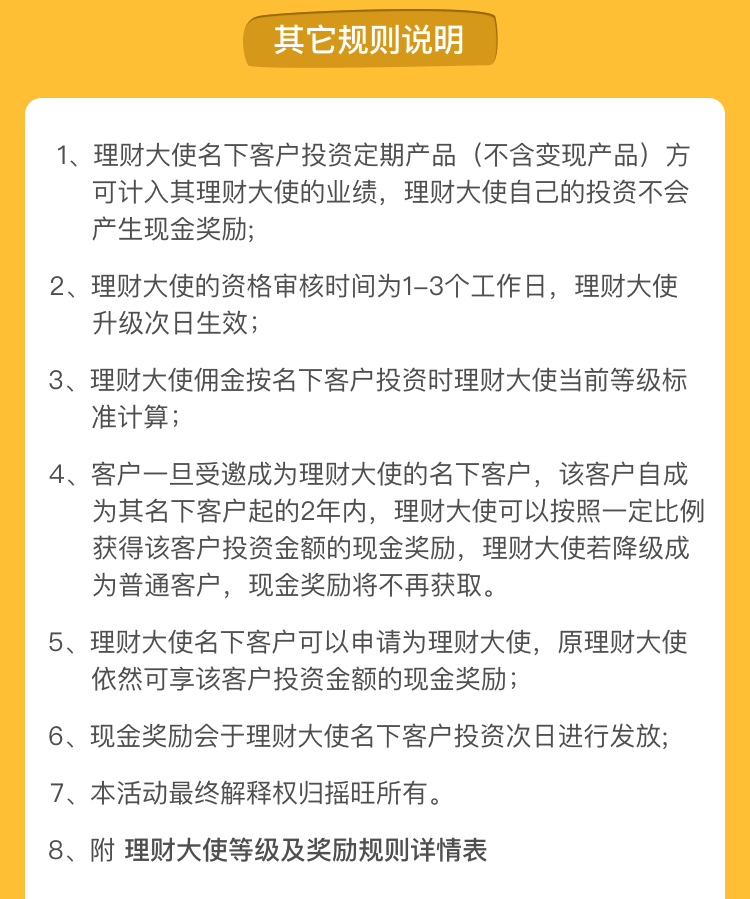 其它规则说明
1、理财大使名下客户投资定期产品（不含变现产品）方
可计入其理财大使的业绩，理财大使自己的投资不会
产生现金奖励;
2、理财大使的资格审核时间为1-3个工作日，理财大使
升级次日生效；
3、理财大使佣金按名下客户投资时理财大使当前等级标
准计算；
4、客户一旦受邀成为理财大使的名下客户，该客户自成
为其名下客户起的2年内，理财大使可以按照一定比例
获得该客户投资金额的现金奖励，理财大使若降级成
为普通客户，现金奖励将不再获取。
5、理财大使名下客户可以申请为理财大使，原理财大使
依然可享该客户投资金额的现金奖励；
6、现金奖励会于理财大使名下客户投资次日进行发放;
7、本活动最终解释权归摇旺所有。
8、附 理财大使等级及奖励规则详情表